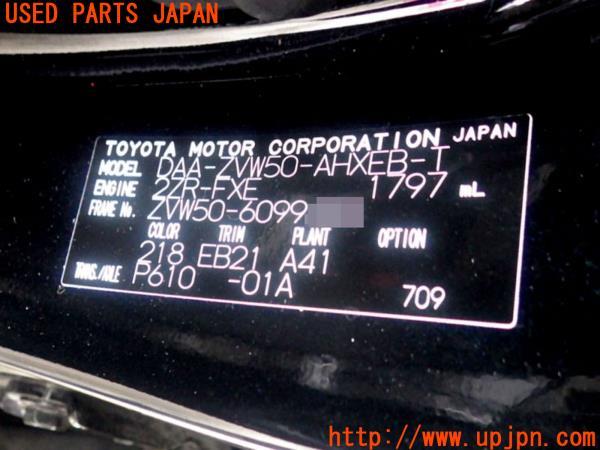 USED PARTS JAPAN
TOYOTA MOTOR CORPORATION JAPAN
MODEL DAA-ZVW50-AHXEB-T
ENGINE 2ZR-FXE 1797 mL
FRAME No. ZVW50-6099
COLOR TRIM PLANT OPTION
218 EB21 A41
TRANS./AXLE P610 -01A
709
http://www.upjpn.com